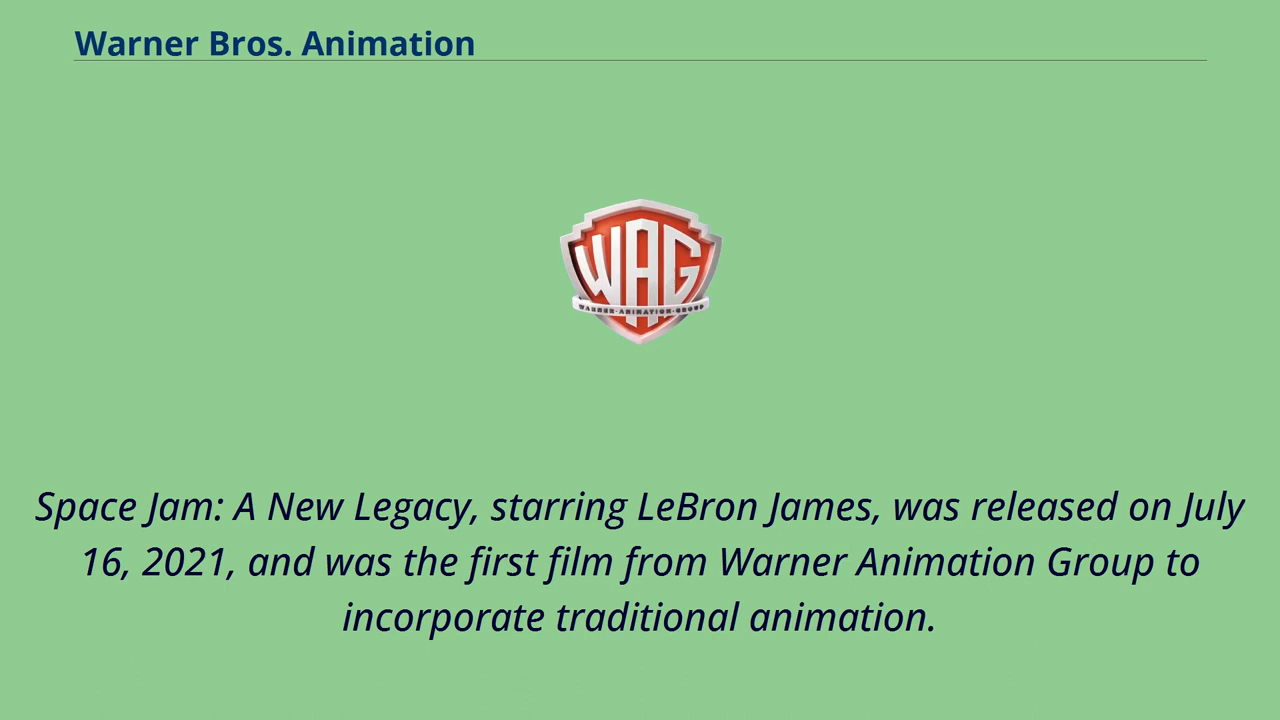 Warner Bros. Animation
WAG
WARNER·ANIMATION·GROUP
Space Jam: A New Legacy, starring LeBron James, was released on July
16, 2021, and was the first film from Warner Animation Group to
incorporate traditional animation.